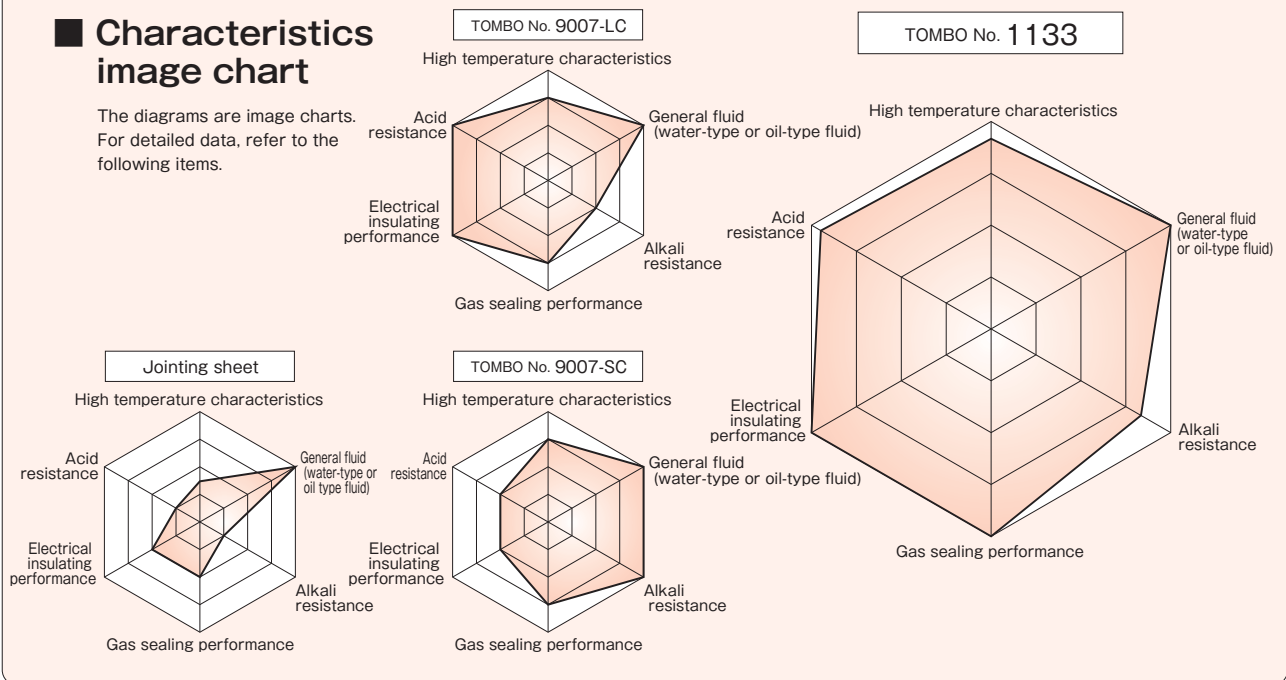 ■ Characteristics
image chart
The diagrams are image charts.
For detailed data, refer to the
following items.
TOMBO No. 9007-LC
High temperature characteristics
Acid
resistance
General fluid
(water-type or oil-type fluid)
Electrical
insulating
performance
Alkali
resistance
Gas sealing performance
TOMBO No. 1133
High temperature characteristics
Acid
resistance
General fluid
(water-type
or oil-type fluid)
Electrical
insulating
performance
Alkali
resistance
Gas sealing performance
Jointing sheet
High temperature characteristics
Acid
resistance
General fluid
(water-type or
oil type fluid)
Electrical
insulating
performance
Alkali
resistance
Gas sealing performance
TOMBO No. 9007-SC
High temperature characteristics
Acid
resistance
General fluid
(water-type or oil-type fluid)
Electrical
insulating
performance
Alkali
resistance
Gas sealing performance